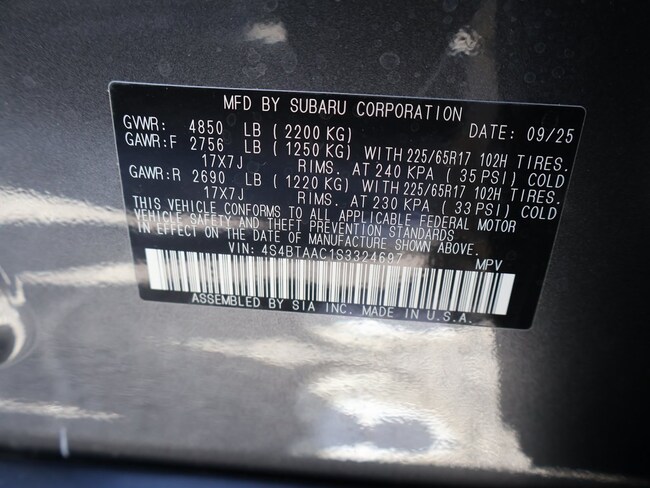 MFD BY SUBARU CORPORATION
GVWR: 4850 LB (2200 KG) DATE: 09/25
GAWR:F 2756 LB (1250 KG) WITH 225/65R17 102H TIRES.
17X7J RIMS. AT 240 KPA (35 PSI) COLD
GAWR:R 2690 LB (1220 KG) WITH 225/65R17 102H TIRES.
17X7J RIMS. AT 230 KPA (33 PSI) COLD
THIS VEHICLE CONFORMS TO ALL APPLICABLE FEDERAL MOTOR
VEHICLE SAFETY AND THEFT PREVENTION STANDARDS
IN EFFECT ON THE DATE OF MANUFACTURE SHOWN ABOVE.
VIN: 4S4BTAAC1S3324697 MPV
ASSEMBLED BY SIA INC. MADE IN U.S.A.